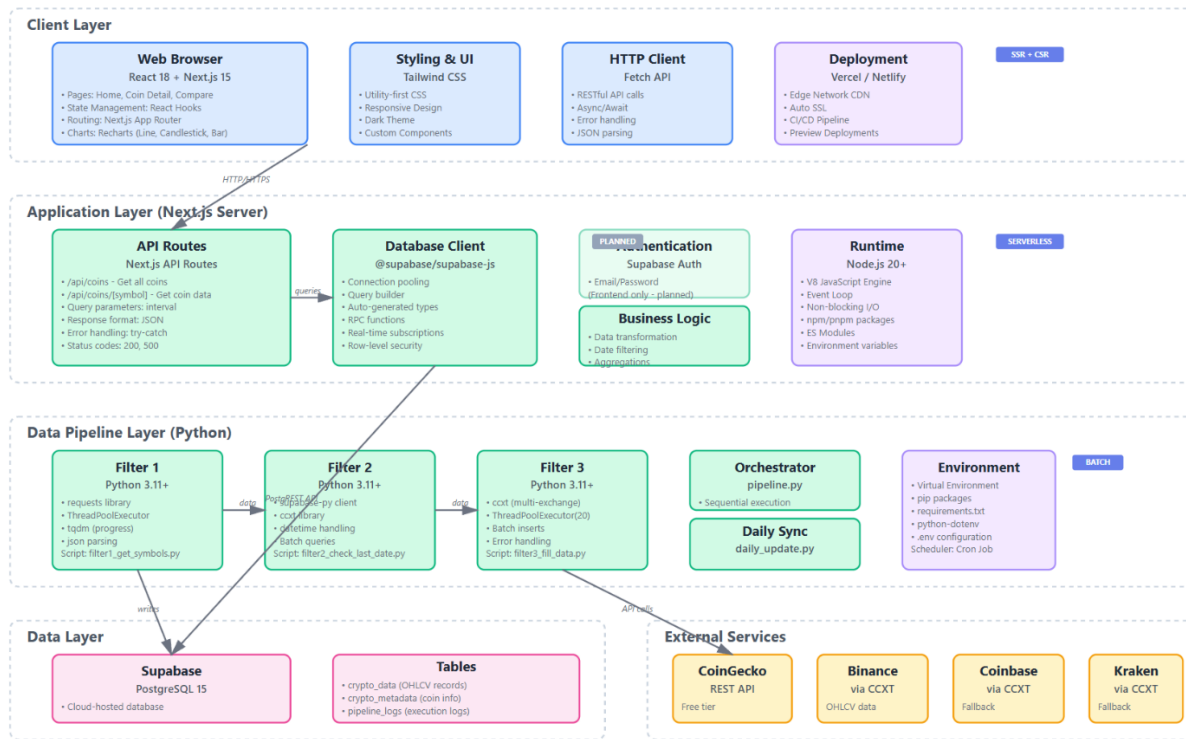 Client Layer
Web Browser
React 18 + Next.js 15
• Pages: Home, Coin Detail, Compare
• State Management: React Hooks
• Routing: Next.js App Router
• Charts: Recharts (Line, Candlestick, Bar)
Styling & UI
Tailwind CSS
• Utility-first CSS
• Responsive Design
• Dark Theme
• Custom Components
HTTP Client
Fetch API
• RESTful API calls
• Async/Await
• Error handling
• JSON parsing
Deployment
Vercel / Netlify
• Edge Network CDN
• Auto SSL
• CI/CD Pipeline
• Preview Deployments
SSR + CSR
HTTP/HTTPS
Application Layer (Next.js Server)
API Routes
Next.js API Routes
• /api/coins - Get all coins
• /api/coins/[symbol] - Get coin data
• Query parameters: interval
• Response format: JSON
• Error handling: try-catch
• Status codes: 200, 500
queries
Database Client
@supabase/supabase-js
• Connection pooling
• Query builder
• Auto-generated types
• RPC functions
• Real-time subscriptions
• Row-level security
PLANNED
Authentication
Supabase Auth
• Email/Password
(Frontend only - planned)
Business Logic
• Data transformation
• Date filtering
• Aggregations
Runtime
Node.js 20+
• V8 JavaScript Engine
• Event Loop
• Non-blocking I/O
• npm/pnpm packages
• ES Modules
• Environment variables
SERVERLESS
Data Pipeline Layer (Python)
Filter 1
Python 3.11+
• requests library
• ThreadPoolExecutor
• tqdm (progress)
• json parsing
Script: filter1_get_symbols.py
data
PostgREST API
Filter 2
Python 3.11+
• supabase-py client
• ccxt library
• datetime handling
Batch queries
Script: filter2_check_last_date.py
data
Filter 3
Python 3.11+
• ccxt (multi-exchange)
• ThreadPoolExecutor(20)
• Batch inserts
• Error handling
Script: filter3_fill_data.py
Orchestrator
pipeline.py
• Sequential execution
Daily Sync
daily_update.py
Environment
• Virtual Environment
• pip packages
• requirements.txt
• python-dotenv
• .env configuration
Scheduler: Cron Job
BATCH
writes
API calls
Data Layer
Supabase
PostgreSQL 15
• Cloud-hosted database
Tables
• crypto_data (OHLCV records)
• crypto_metadata (coin info)
• pipeline_logs (execution logs)
External Services
CoinGecko
REST API
Free tier
Binance
via CCXT
OHLCV data
Coinbase
via CCXT
Fallback
Kraken
via CCXT
Fallback